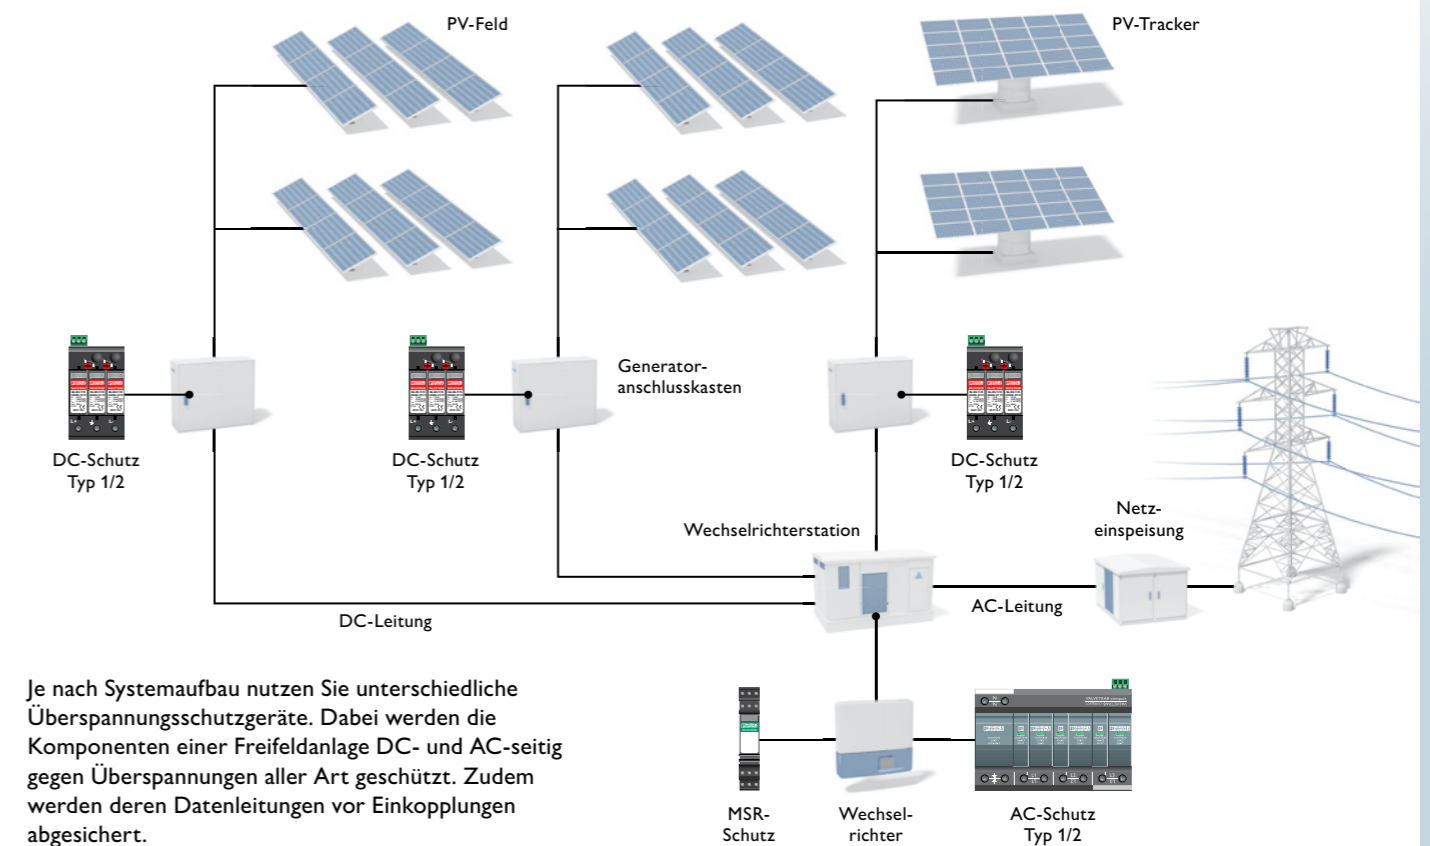 PV-Feld
PV-Tracker
Generator-
anschlusskasten
DC-Schutz
Typ 1/2
DC-Schutz
Typ 1/2
DC-Schutz
Typ 1/2
Wechselrichterstation
Netz-
einspeisung
DC-Leitung
AC-Leitung
Je nach Systemaufbau nutzen Sie unterschiedliche
Überspannungsschutzgeräte. Dabei werden die
Komponenten einer Freifeldanlage DC- und AC-seitig
gegen Überspannungen aller Art geschützt. Zudem
werden deren Datenleitungen vor Einkopplungen
abgesichert.
MSR-
Schutz
Wechsel-
richter
AC-Schutz
Typ 1/2